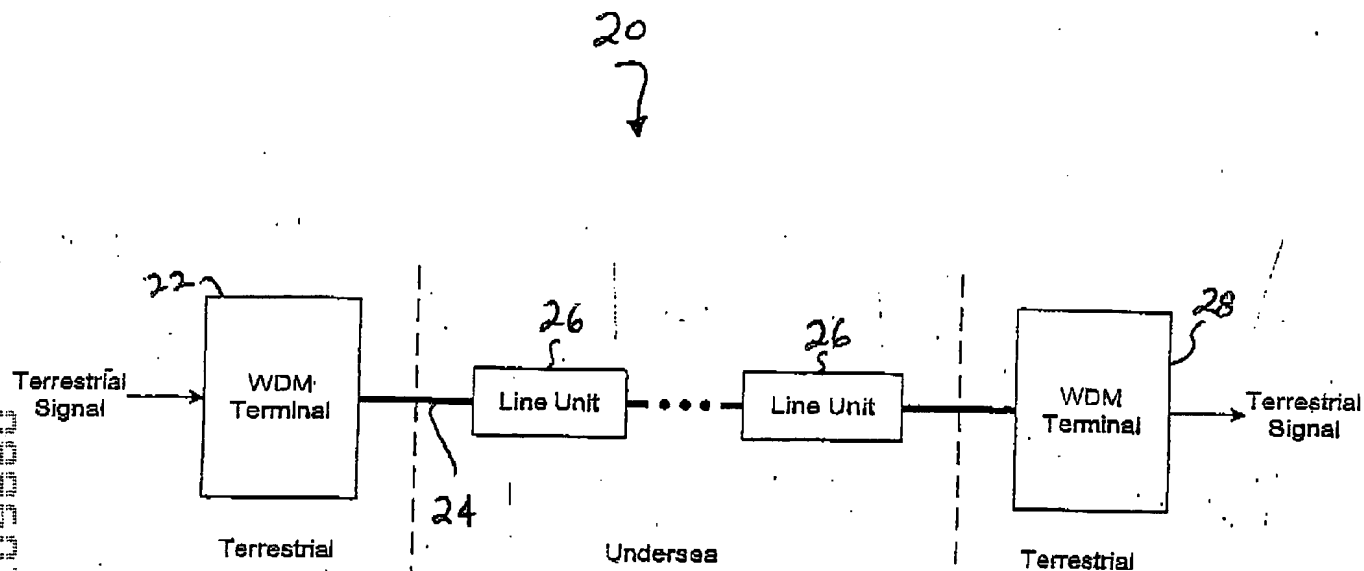 20
22
26
26
28
Terrestrial
Signal
WDM
Terminal
Line Unit
Line Unit
WDM
Terminal
Terrestrial
Signal
24
Terrestrial
Undersea
Terrestrial